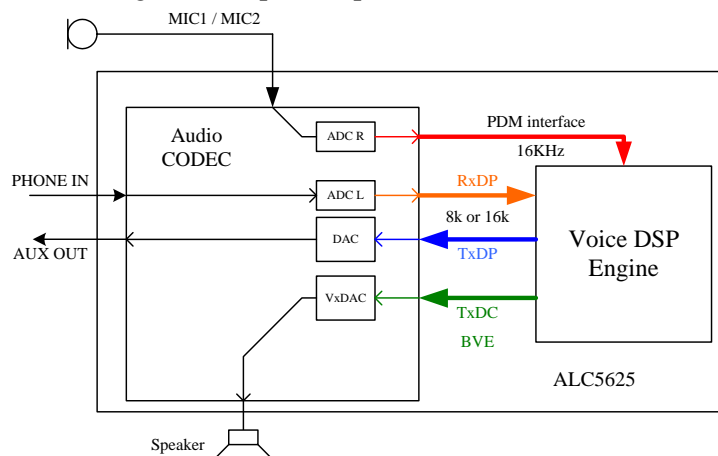 MIC1 / MIC2
Audio
CODEC
ADC R
PDM interface
16KHz
PHONE IN
ADC L
RxDP
8k or 16k
AUX OUT
DAC
TxDP
Voice DSP
Engine
VxDAC
TxDC
BVE
ALC5625
Speaker